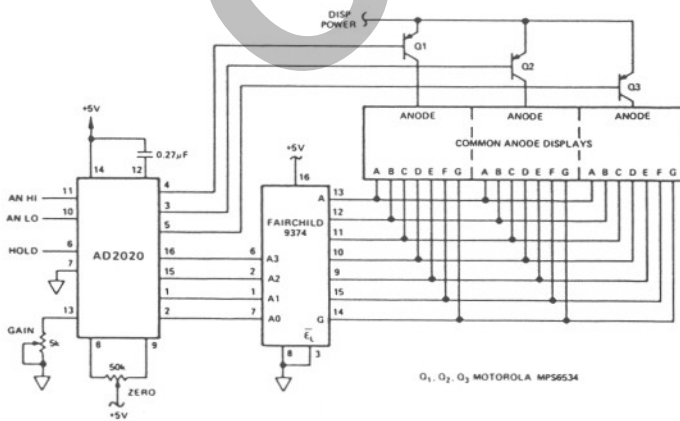 DISP
POWER
Q1
Q2
Q3
ANODE ANODE ANODE
COMMON ANODE DISPLAYS
A B C D E F G A B C D E F G A B C D E F G
+5V
0.27µF
14 12
AN HI 11
AN LO 10
HOLD 6
7
AD2020
4
3
5
16
15
1
2
GAIN
13
5k
8 9
50k
ZERO
+5V
+5V
16
FAIRCHILD
9374
6 A3
2 A2
1 A1
7 A0
A 13
12
11
10
9
15
G 14
E̅L
8 3
Q1, Q2, Q3 MOTOROLA MPS6534